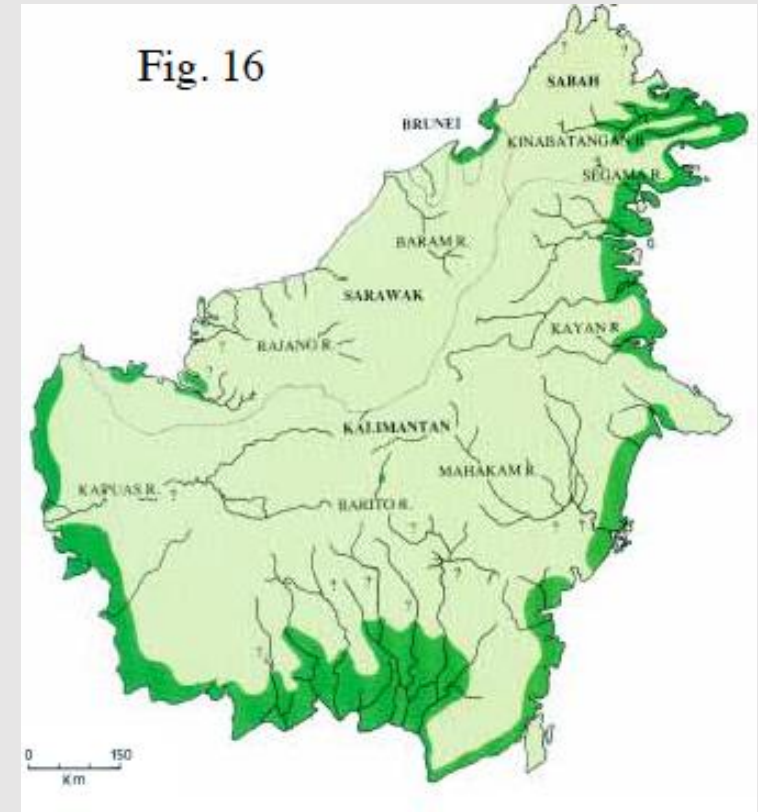 Fig. 16
SABAH
BRUNEI
KINABATANGAN R.
SEGAMA R.
BARAM R.
SARAWAK
KAYAN R.
RAJANG R.
KALIMANTAN
MAHAKAM R.
KAPUAS R.
BARITO R.
0 150
Km